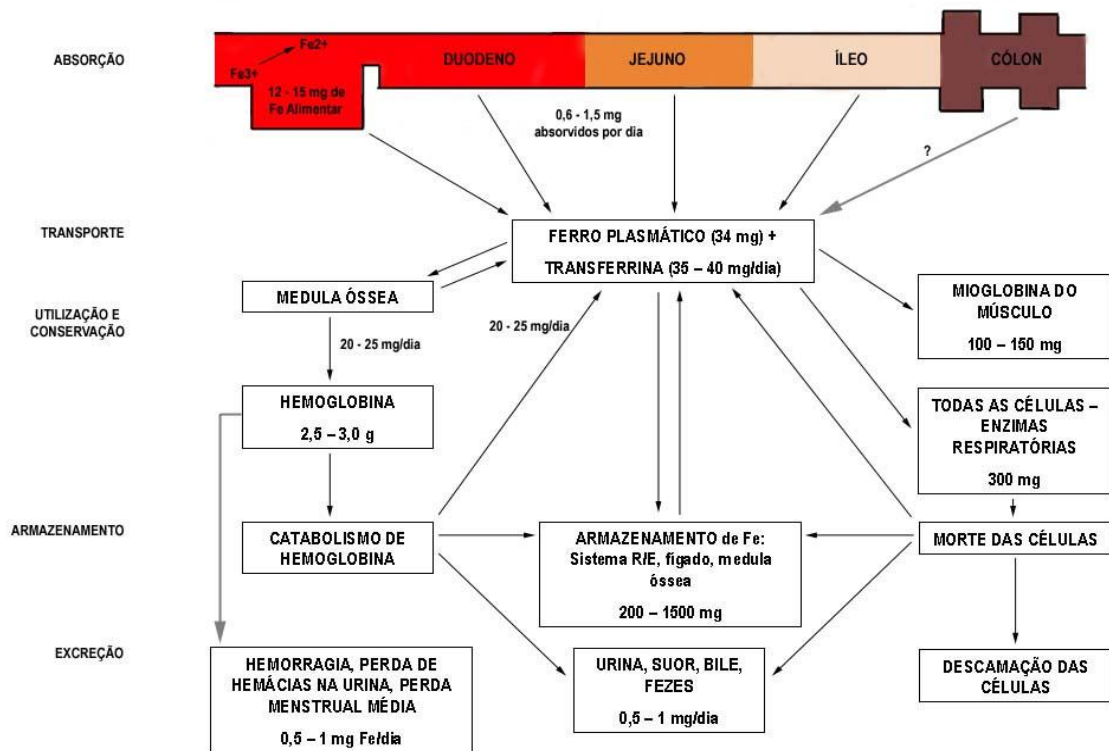 ABSORÇÃO
Fe2+
Fe3+
12 - 15 mg de
Fe Alimentar
DUODENO
JEJUNO
ÍLEO
CÓLON
0,6 - 1,5 mg
absorvidos por dia
?
TRANSPORTE
FERRO PLASMÁTICO (34 mg) +
TRANSFERRINA (35 – 40 mg/dia)
UTILIZAÇÃO E
CONSERVAÇÃO
MEDULA ÓSSEA
20 - 25 mg/dia
20 - 25 mg/dia
MIOGLOBINA DO
MÚSCULO
100 – 150 mg
HEMOGLOBINA
2,5 – 3,0 g
TODAS AS CÉLULAS –
ENZIMAS
RESPIRATÓRIAS
300 mg
ARMAZENAMENTO
CATABOLISMO DE
HEMOGLOBINA
ARMAZENAMENTO de Fe:
Sistema R/E, fígado, medula
óssea
200 – 1500 mg
MORTE DAS CÉLULAS
EXCREÇÃO
HEMORRAGIA, PERDA DE
HEMÁCIAS NA URINA, PERDA
MENSTRUAL MÉDIA
0,5 – 1 mg Fe/dia
URINA, SUOR, BILE,
FEZES
0,5 – 1 mg/dia
DESCAMAÇÃO DAS
CÉLULAS